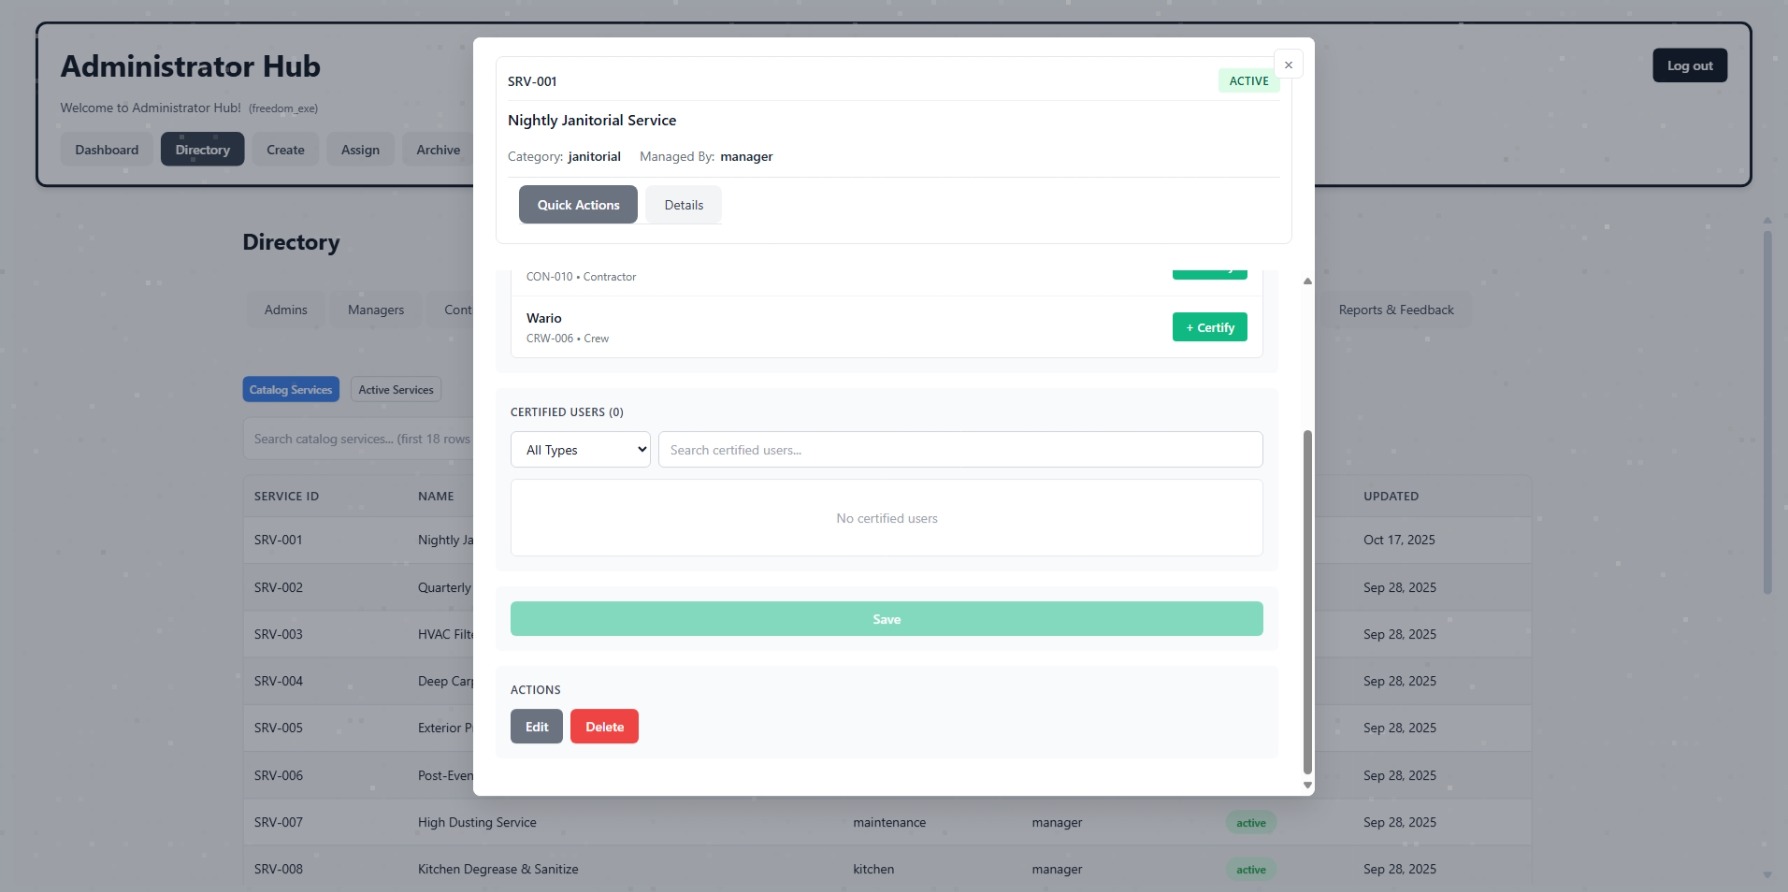 Administrator Hub
Log out
Welcome to Administrator Hub! (freedom_exe)
Dashboard Directory Create Assign Archive
Directory
Admins Managers Cont Reports & Feedback
Catalog Services Active Services
Search catalog services... (first 18 rows
SERVICE ID NAME UPDATED
SRV-001 Nightly Ja Oct 17, 2025
SRV-002 Quarterly Sep 28, 2025
SRV-003 HVAC Filte Sep 28, 2025
SRV-004 Deep Carp Sep 28, 2025
SRV-005 Exterior P Sep 28, 2025
SRV-006 Post-Even Sep 28, 2025
SRV-007 High Dusting Service maintenance manager active Sep 28, 2025
SRV-008 Kitchen Degrease & Sanitize kitchen manager active Sep 28, 2025
×
SRV-001 ACTIVE
Nightly Janitorial Service
Category: janitorial Managed By: manager
Quick Actions Details
CON-010 • Contractor
Wario
CRW-006 • Crew
+ Certify
CERTIFIED USERS (0)
All Types Search certified users...
No certified users
Save
ACTIONS
Edit Delete